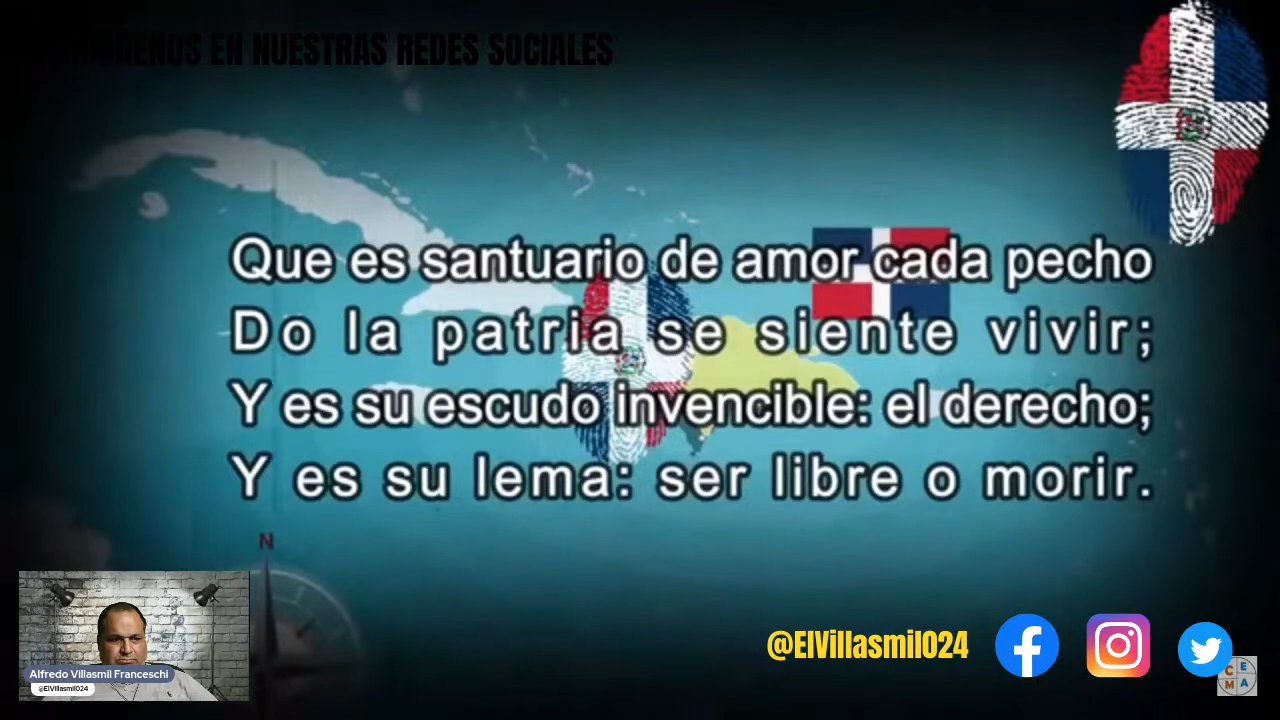 SÍGUENOS EN NUESTRAS REDES SOCIALES
Que es santuario de amor cada pecho
Do la patria se siente vivir;
Y es su escudo invencible: el derecho;
Y es su lema: ser libre o morir.
N
Alfredo Villasmil Franceschi
@ElVillasmil024
@ElVillasmil024
C E
M A